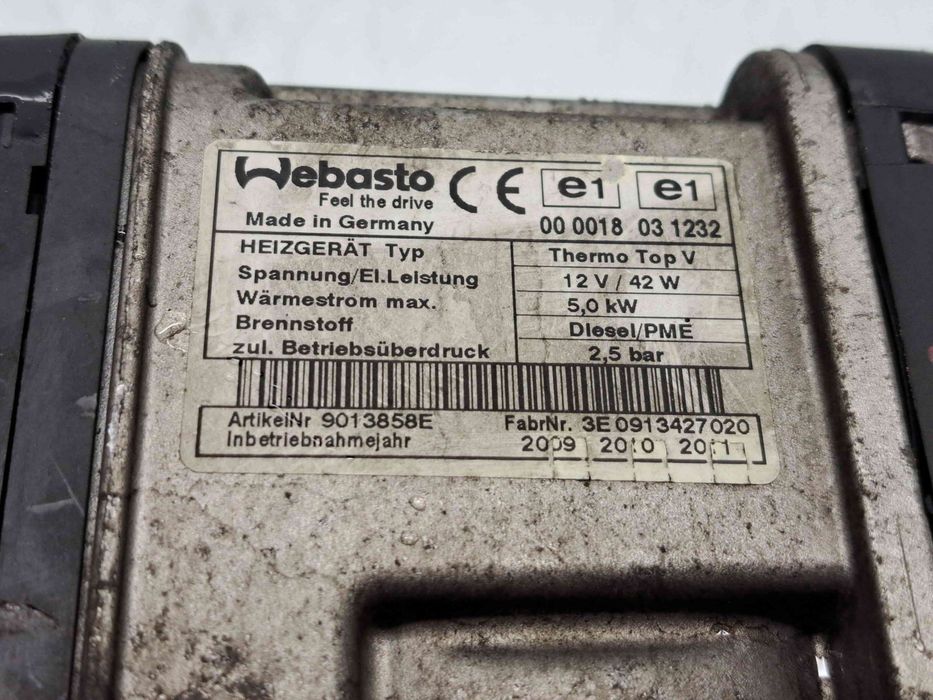 Webasto
Feel the drive
Made in Germany
CE e1 e1
00 0018 03 1232
HEIZGERÄT Typ Thermo Top V
Spannung/El.Leistung 12 V / 42 W
Wärmestrom max. 5,0 kW
Brennstoff Diesel/PME
zul. Betriebsüberdruck 2,5 bar
ArtikelNr 9013858E FabrNr. 3E0913427020
Inbetriebnahmejahr 2009 2010 2011